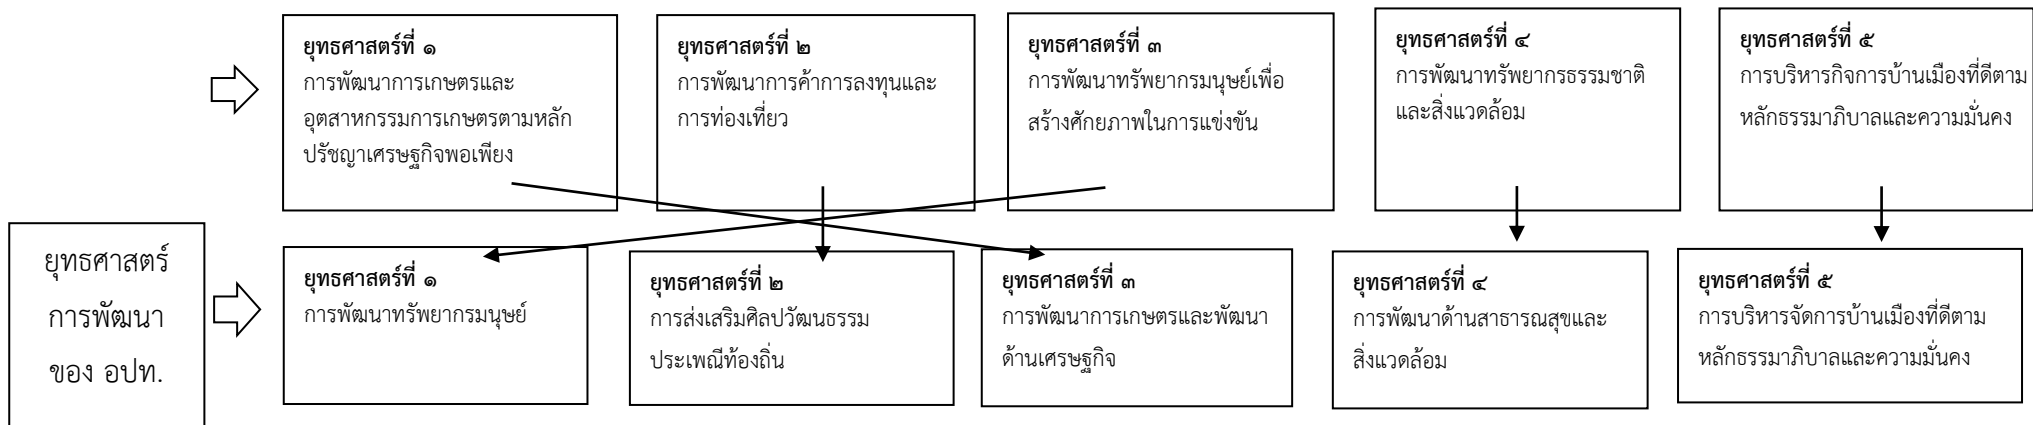 ยุทธศาสตร์ที่ ๑
การพัฒนาการเกษตรและ
อุตสาหกรรมการเกษตรตามหลัก
ปรัชญาเศรษฐกิจพอเพียง
ยุทธศาสตร์ที่ ๒
การพัฒนาการค้าการลงทุนและ
การท่องเที่ยว
ยุทธศาสตร์ที่ ๓
การพัฒนาทรัพยากรมนุษย์เพื่อ
สร้างศักยภาพในการแข่งขัน
ยุทธศาสตร์ที่ ๔
การพัฒนาทรัพยากรธรรมชาติ
และสิ่งแวดล้อม
ยุทธศาสตร์ที่ ๕
การบริหารกิจการบ้านเมืองที่ดีตาม
หลักธรรมาภิบาลและความมั่นคง
ยุทธศาสตร์
การพัฒนา
ของ อปท.
ยุทธศาสตร์ที่ ๑
การพัฒนาทรัพยากรมนุษย์
ยุทธศาสตร์ที่ ๒
การส่งเสริมศิลปวัฒนธรรม
ประเพณีท้องถิ่น
ยุทธศาสตร์ที่ ๓
การพัฒนาการเกษตรและพัฒนา
ด้านเศรษฐกิจ
ยุทธศาสตร์ที่ ๔
การพัฒนาด้านสาธารณสุขและ
สิ่งแวดล้อม
ยุทธศาสตร์ที่ ๕
การบริหารจัดการบ้านเมืองที่ดีตาม
หลักธรรมาภิบาลและความมั่นคง